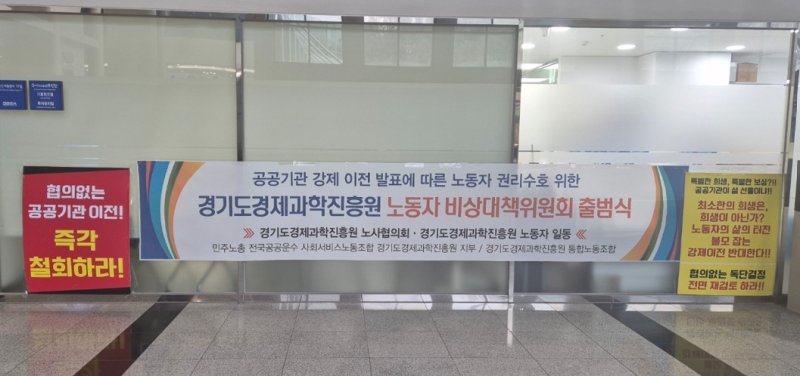 협의없는
공공기관 이전!
즉각
철회하라!
공공기관 강제 이전 발표에 따른 노동자 권리수호 위한
경기도경제과학진흥원 노동자 비상대책위원회 출범식
경기도경제과학진흥원 노사협의회 · 경기도경제과학진흥원 노동자 일동
민주노총 전국공공운수 사회서비스노동조합 경기도경제과학진흥원 지부 / 경기도경제과학진흥원 통합노동조합
특별한 희생, 특별한 보상?!!
공공기관이 설 선물이냐!!
최소한의 희생은,
희생이 아닌가?
노동자의 삶의 터전
볼모 잡는
강제이전 반대한다!!
협의없는 독단결정
전면 재검토 하라!!